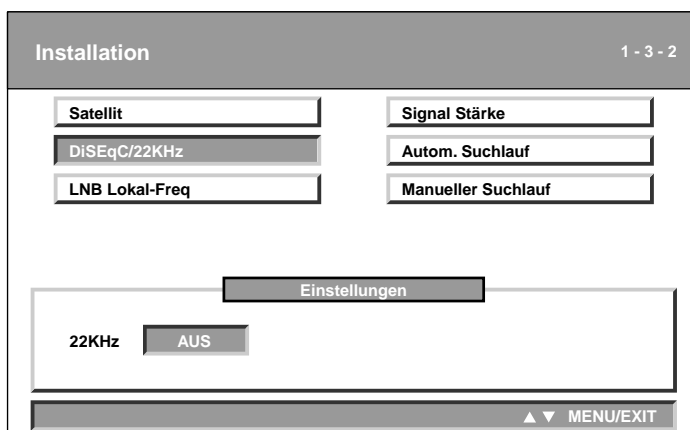 Installation 1 - 3 - 2
Satellit
DiSEqC/22KHz
LNB Lokal-Freq
Signal Stärke
Autom. Suchlauf
Manueller Suchlauf
Einstellungen
22KHz AUS
▲ ▼ MENU/EXIT